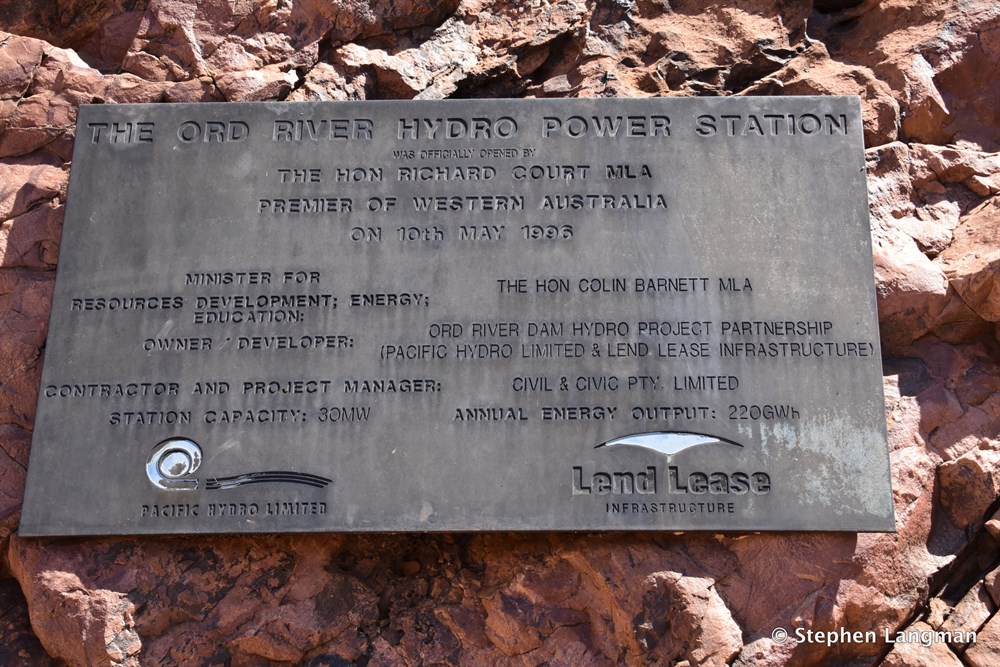 THE ORD RIVER HYDRO POWER STATION
WAS OFFICIALLY OPENED BY
THE HON RICHARD COURT MLA
PREMIER OF WESTERN AUSTRALIA
ON 10th MAY 1996
MINISTER FOR
RESOURCES DEVELOPMENT; ENERGY;
EDUCATION:
THE HON COLIN BARNETT MLA
OWNER / DEVELOPER:
ORD RIVER DAM HYDRO PROJECT PARTNERSHIP
(PACIFIC HYDRO LIMITED & LEND LEASE INFRASTRUCTURE)
CONTRACTOR AND PROJECT MANAGER: CIVIL & CIVIC PTY. LIMITED
STATION CAPACITY: 30MW ANNUAL ENERGY OUTPUT: 220GWh
PACIFIC HYDRO LIMITED
Lend Lease
INFRASTRUCTURE
© Stephen Langman